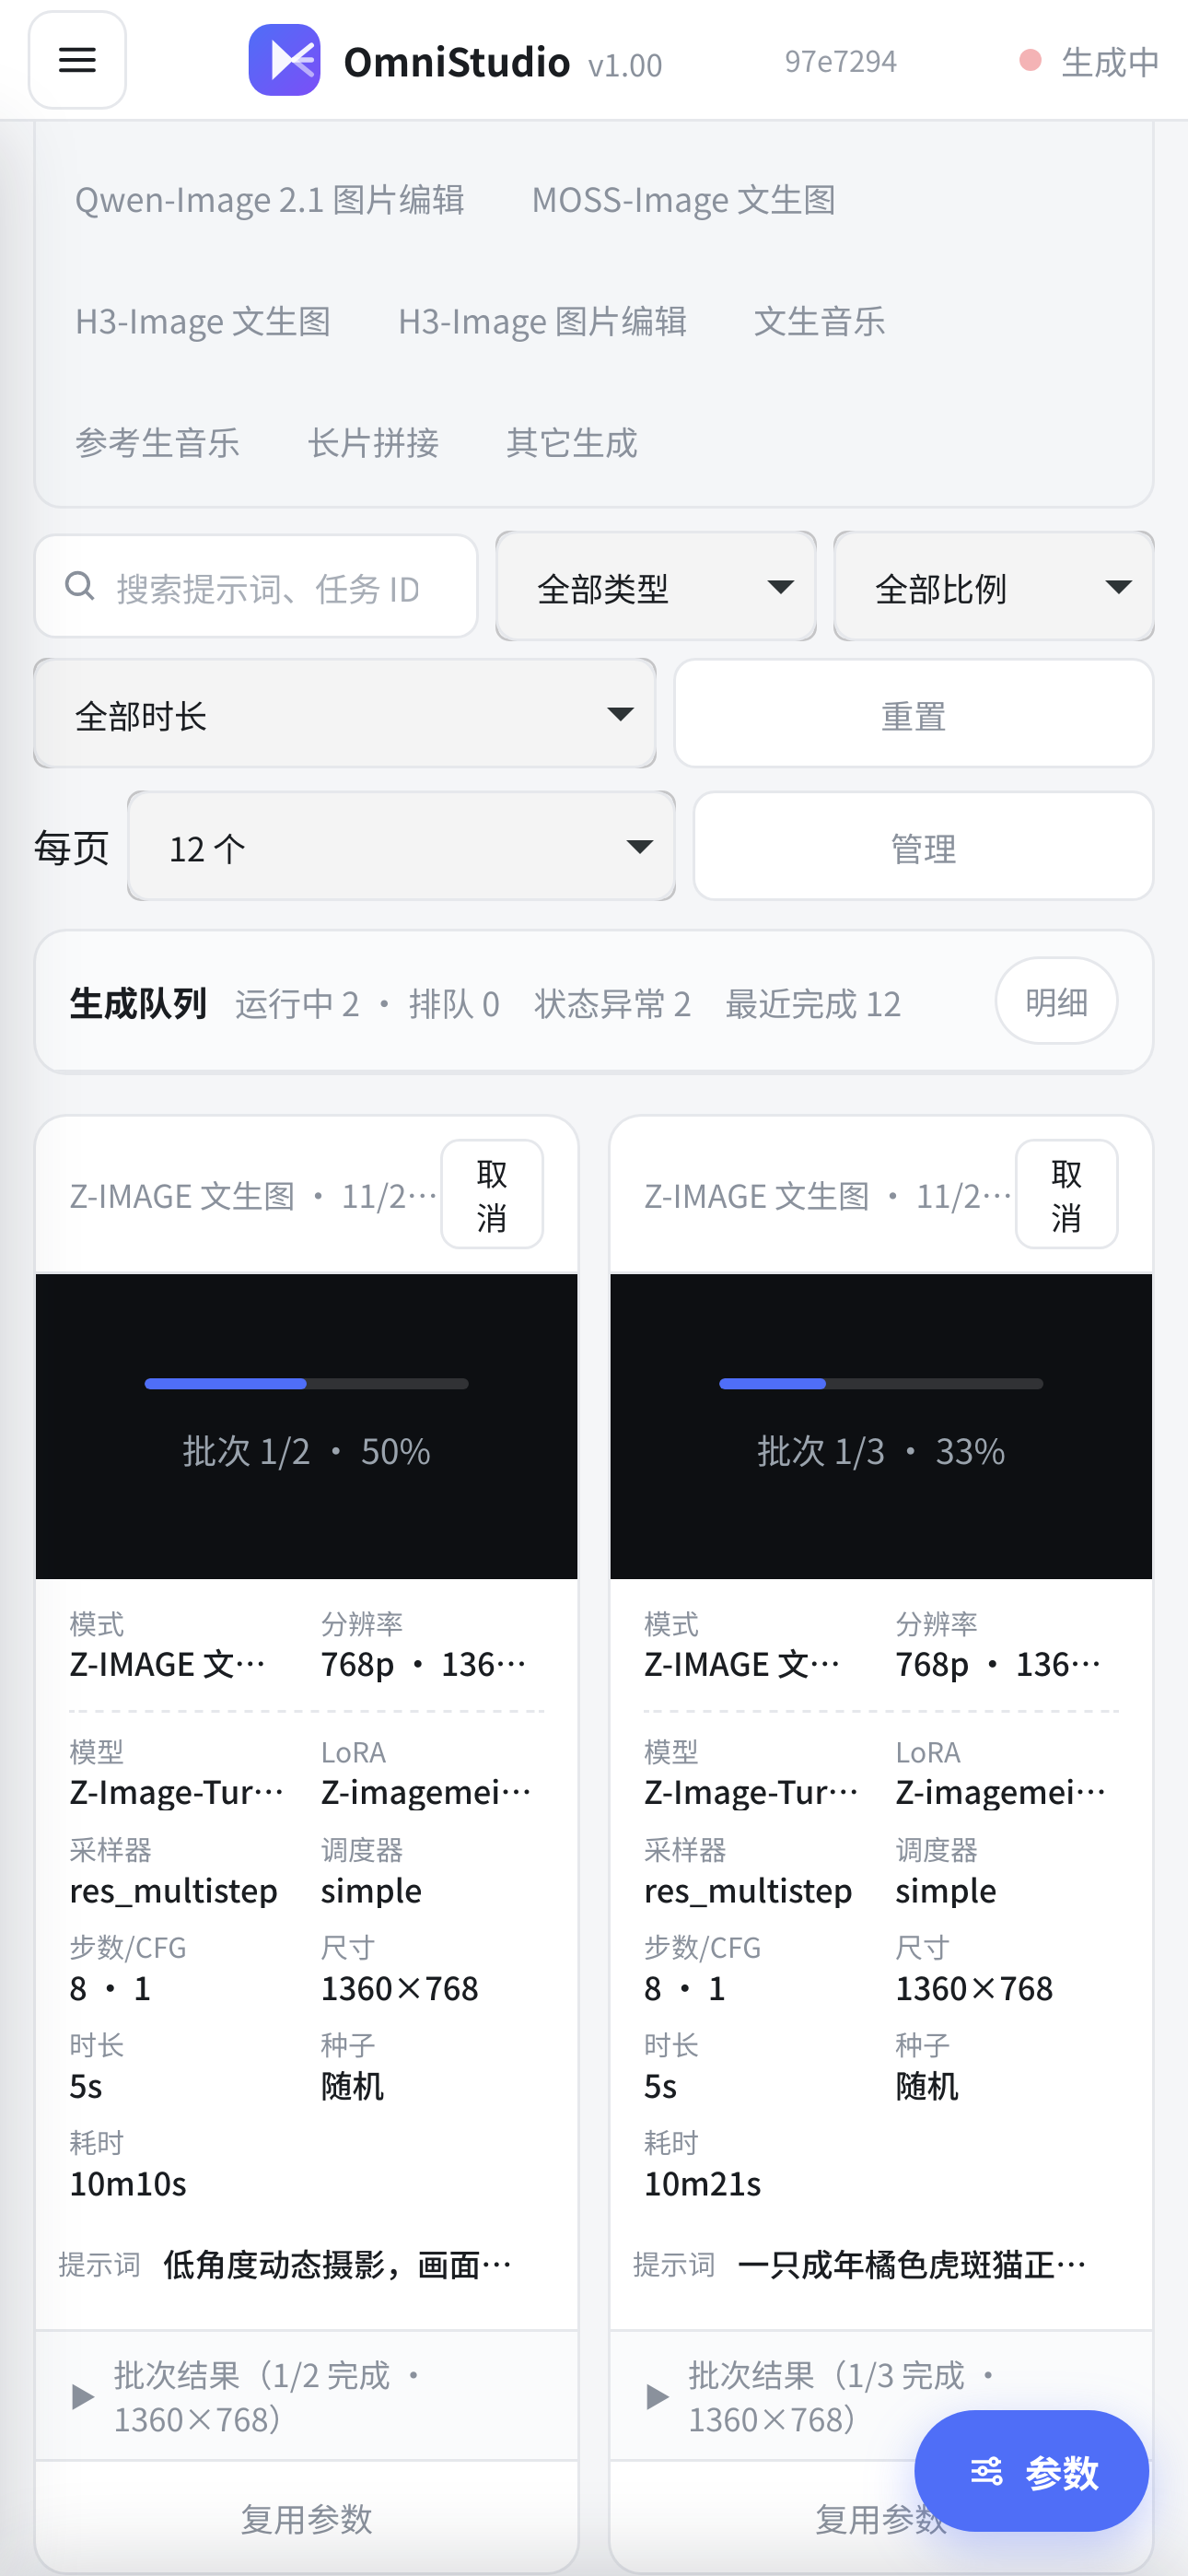 OmniStudio v1.00 97e7294 生成中
Qwen-Image 2.1 图片编辑 MOSS-Image 文生图
H3-Image 文生图 H3-Image 图片编辑 文生音乐
参考生音乐 长片拼接 其它生成
搜索提示词、任务 ID 全部类型 全部比例
全部时长 重置
每页 12 个 管理
生成队列 运行中 2 · 排队 0 状态异常 2 最近完成 12 明细
Z-IMAGE 文生图 · 11/2… 取消
批次 1/2 · 50%
模式 分辨率
Z-IMAGE 文… 768p · 136…
模型 LoRA
Z-Image-Tur… Z-imagemei…
采样器 调度器
res_multistep simple
步数/CFG 尺寸
8 · 1 1360×768
时长 种子
5s 随机
耗时
10m10s
提示词 低角度动态摄影，画面…
批次结果（1/2 完成 ·
1360×768）
复用参数
Z-IMAGE 文生图 · 11/2… 取消
批次 1/3 · 33%
模式 分辨率
Z-IMAGE 文… 768p · 136…
模型 LoRA
Z-Image-Tur… Z-imagemei…
采样器 调度器
res_multistep simple
步数/CFG 尺寸
8 · 1 1360×768
时长 种子
5s 随机
耗时
10m21s
提示词 一只成年橘色虎斑猫正…
批次结果（1/3 完成 ·
1360×768）
复用参数
参数